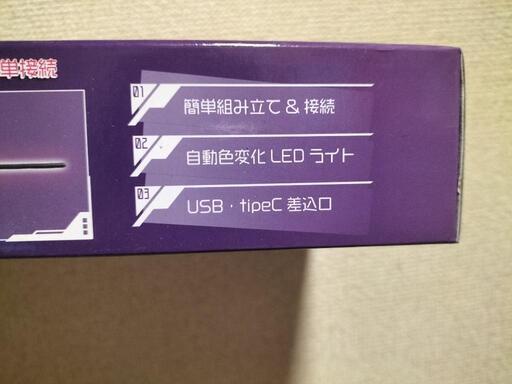 単接続
01
簡単組み立て & 接続
02
自動色変化 LED ライト
03
USB・tipeC 差込口